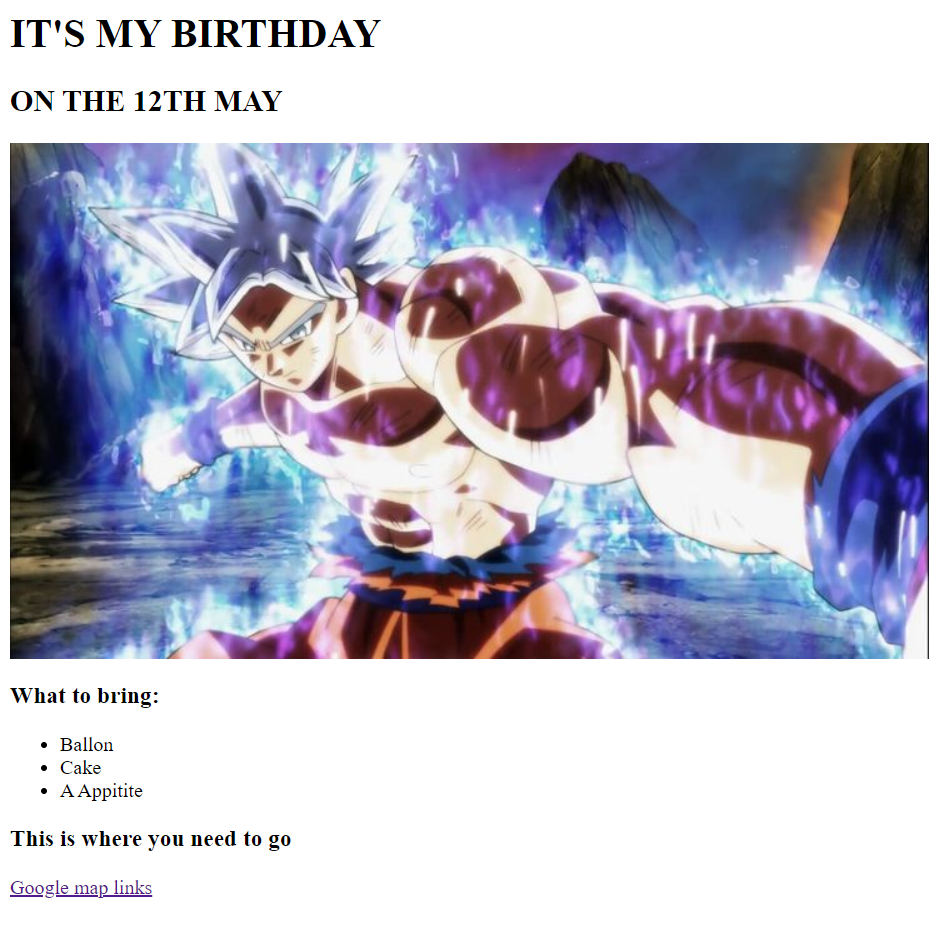 IT'S MY BIRTHDAY
ON THE 12TH MAY
What to bring:
Ballon
Cake
A Appitite
This is where you need to go
Google map links